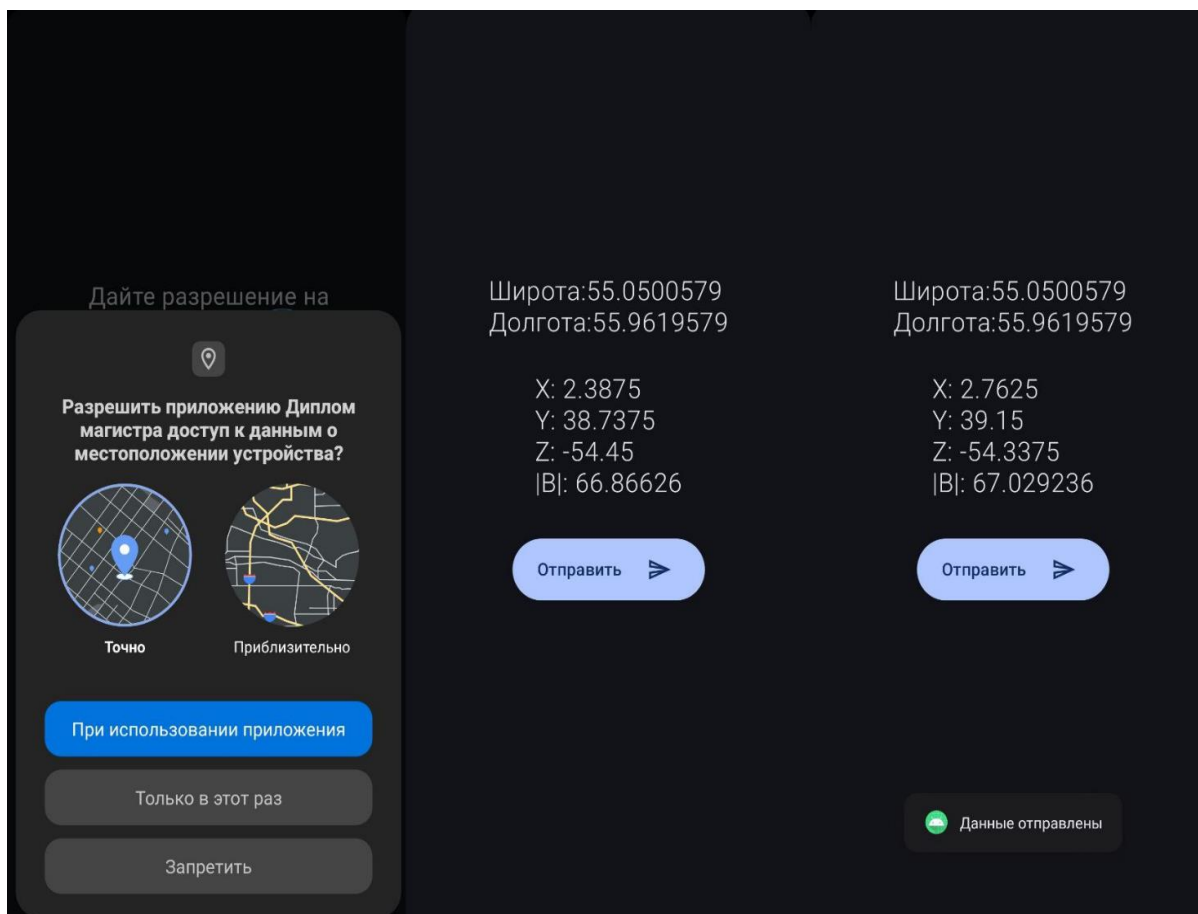 Дайте разрешение на
Разрешить приложению Диплом
магистра доступ к данным о
местоположении устройства?
Точно
Приблизительно
При использовании приложения
Только в этот раз
Запретить
Широта:55.0500579
Долгота:55.9619579
X: 2.3875
Y: 38.7375
Z: -54.45
|B|: 66.86626
Отправить
Широта:55.0500579
Долгота:55.9619579
X: 2.7625
Y: 39.15
Z: -54.3375
|B|: 67.029236
Отправить
Данные отправлены